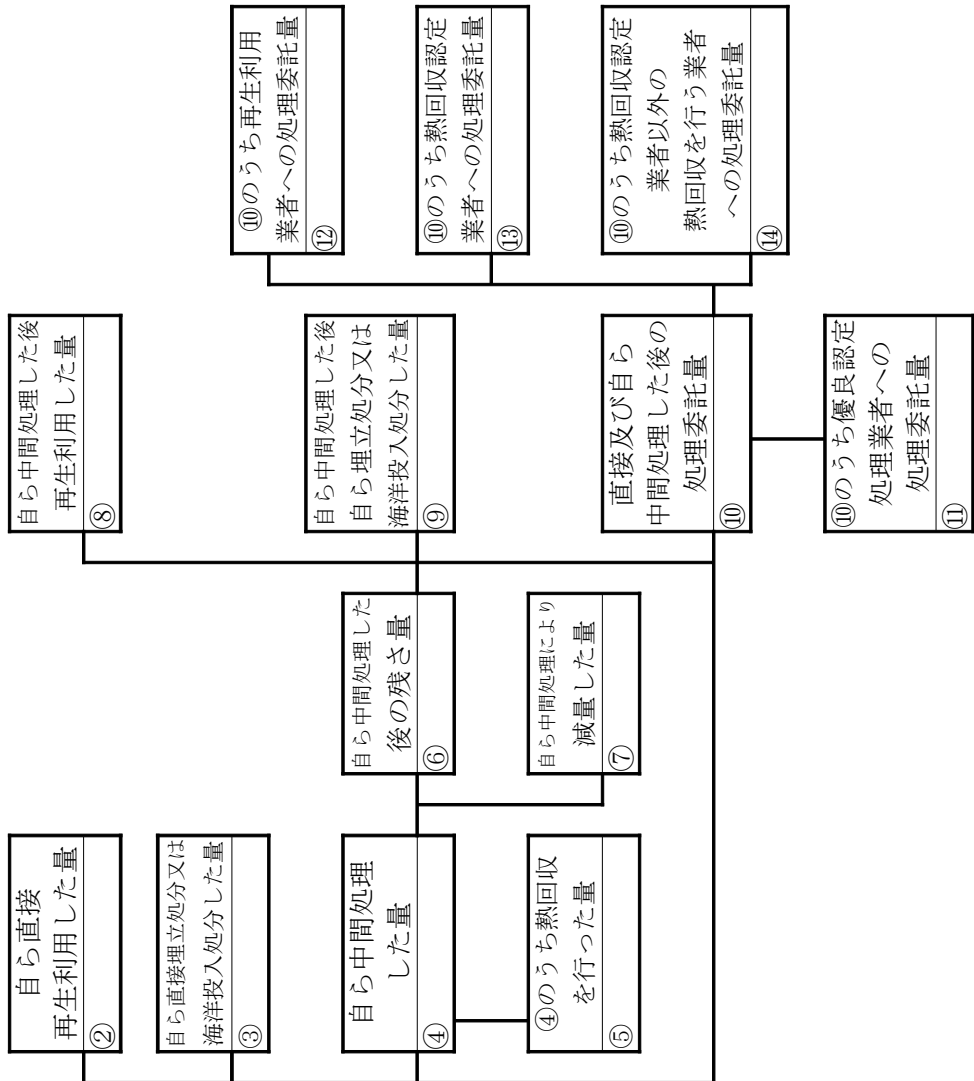 自ら直接
再生利用した量
②
自ら直接埋立処分又は
海洋投入処分した量
③
自ら中間処理
した量
④
④のうち熱回収
を行った量
⑤
自ら中間処理した
後の残さ量
⑥
自ら中間処理により
減量した量
⑦
自ら中間処理した後
再生利用した量
⑧
自ら中間処理した後
自ら埋立処分又は
海洋投入処分した量
⑨
直接及び自ら
中間処理した後の
処理委託量
⑩
⑩のうち優良認定
処理業者への
処理委託量
⑪
⑩のうち再生利用
業者への処理委託量
⑫
⑩のうち熱回収認定
業者への処理委託量
⑬
⑩のうち熱回収認定
業者以外の
熱回収を行う業者
への処理委託量
⑭